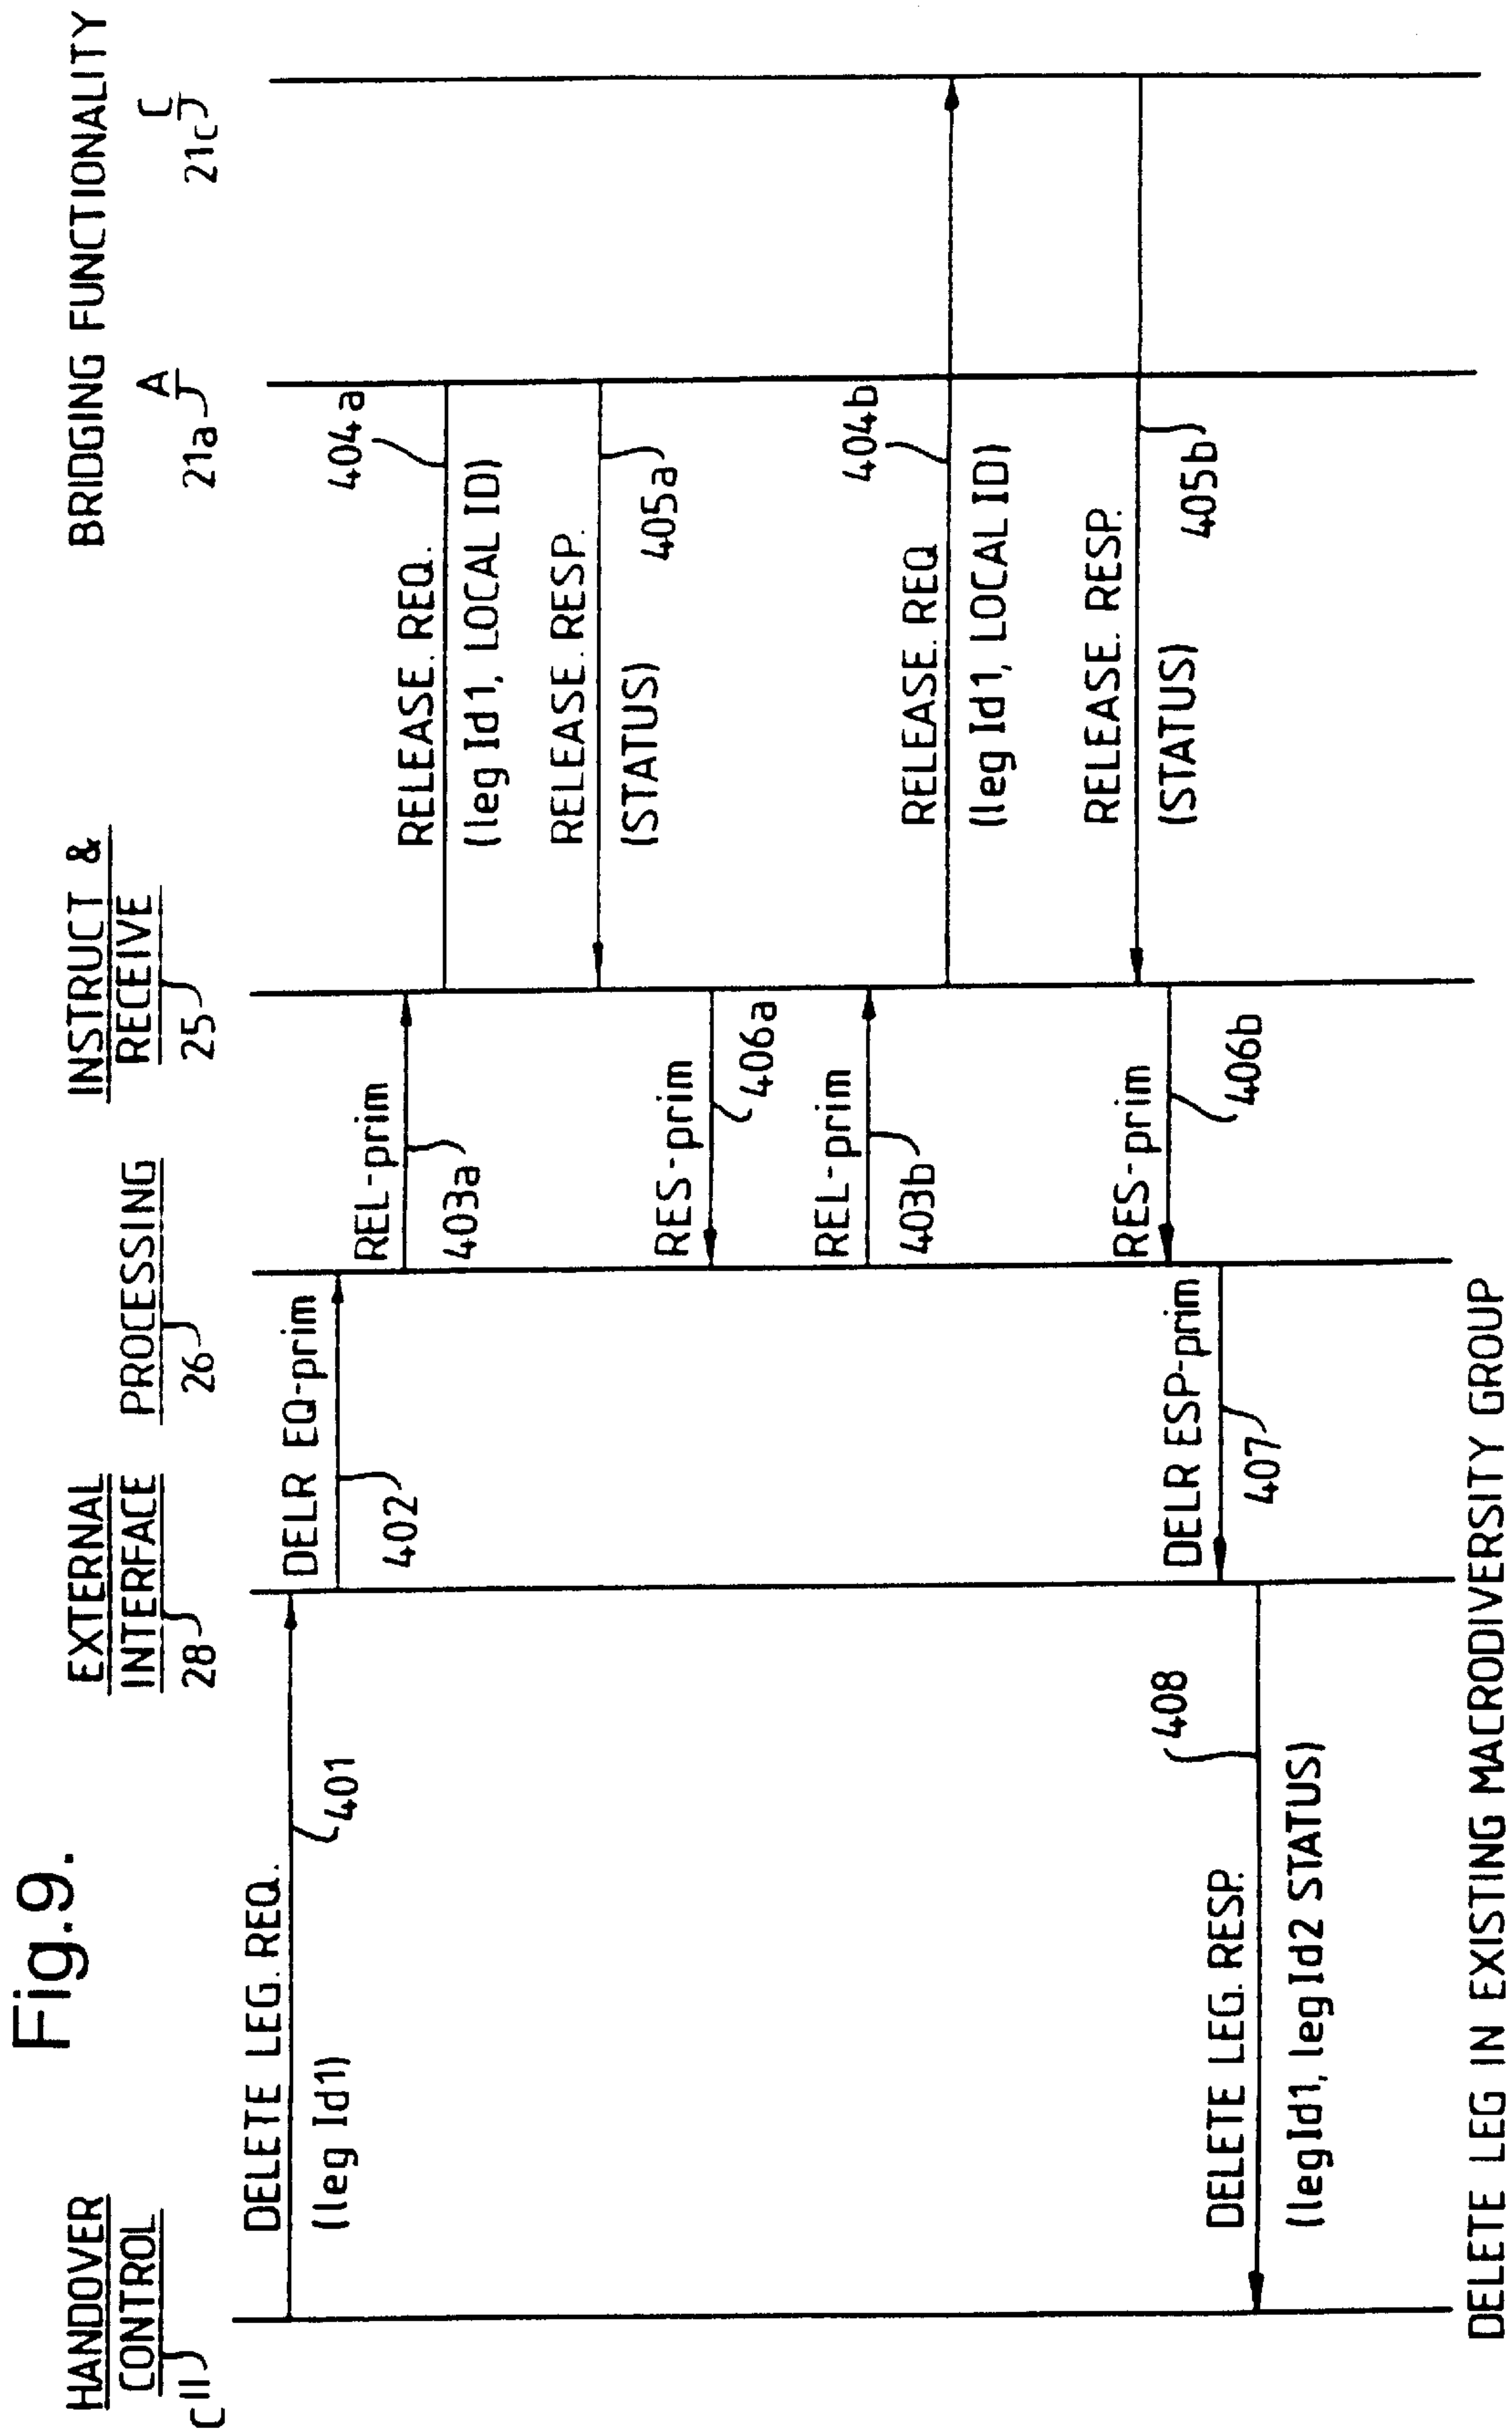 Fig.9.
HANDOVER
CONTROL
C"
EXTERNAL
INTERFACE
28
PROCESSING
26
INSTRUCT &
RECEIVE
25
BRIDGING FUNCTIONALITY
A
21a
C
21c
DELETE LEG. REQ.
(leg Id1)
401
DELR EQ-prim
402
REL-prim
403a
RELEASE. REQ.
(leg Id1, LOCAL ID)
404a
RELEASE. RESP.
(STATUS)
405a
RES-prim
406a
REL-prim
403b
RELEASE. REQ
(leg Id1, LOCAL ID)
404b
RELEASE. RESP.
(STATUS)
405b
RES-prim
406b
DELR ESP-prim
407
DELETE LEG. RESP.
(legId1, legId2 STATUS)
408
DELETE LEG IN EXISTING MACRODIVERSITY GROUP